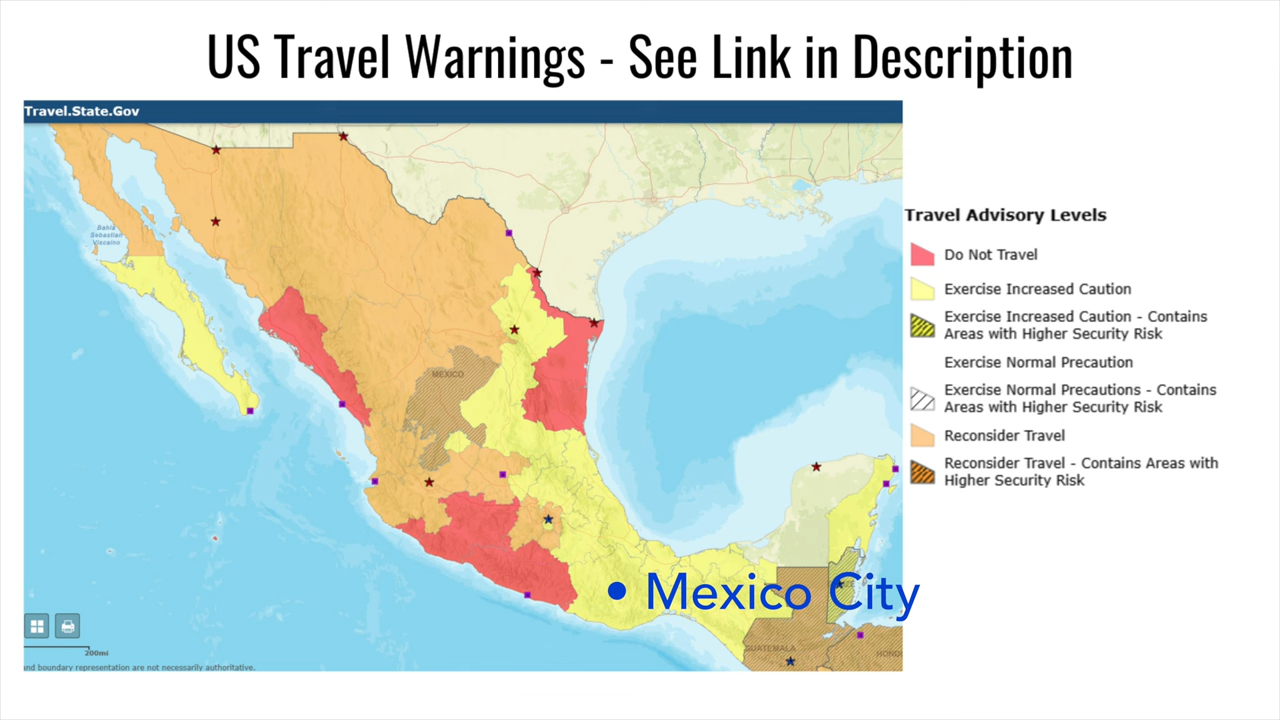 US Travel Warnings - See Link in Description
Travel.State.Gov
Bahia
Sebastian
Viscaino
MEXICO
• Mexico City
GUATEMALA
HOND
200mi
nd boundary representation are not necessarily authoritative.
Travel Advisory Levels
Do Not Travel
Exercise Increased Caution
Exercise Increased Caution - Contains
Areas with Higher Security Risk
Exercise Normal Precaution
Exercise Normal Precautions - Contains
Areas with Higher Security Risk
Reconsider Travel
Reconsider Travel - Contains Areas with
Higher Security Risk